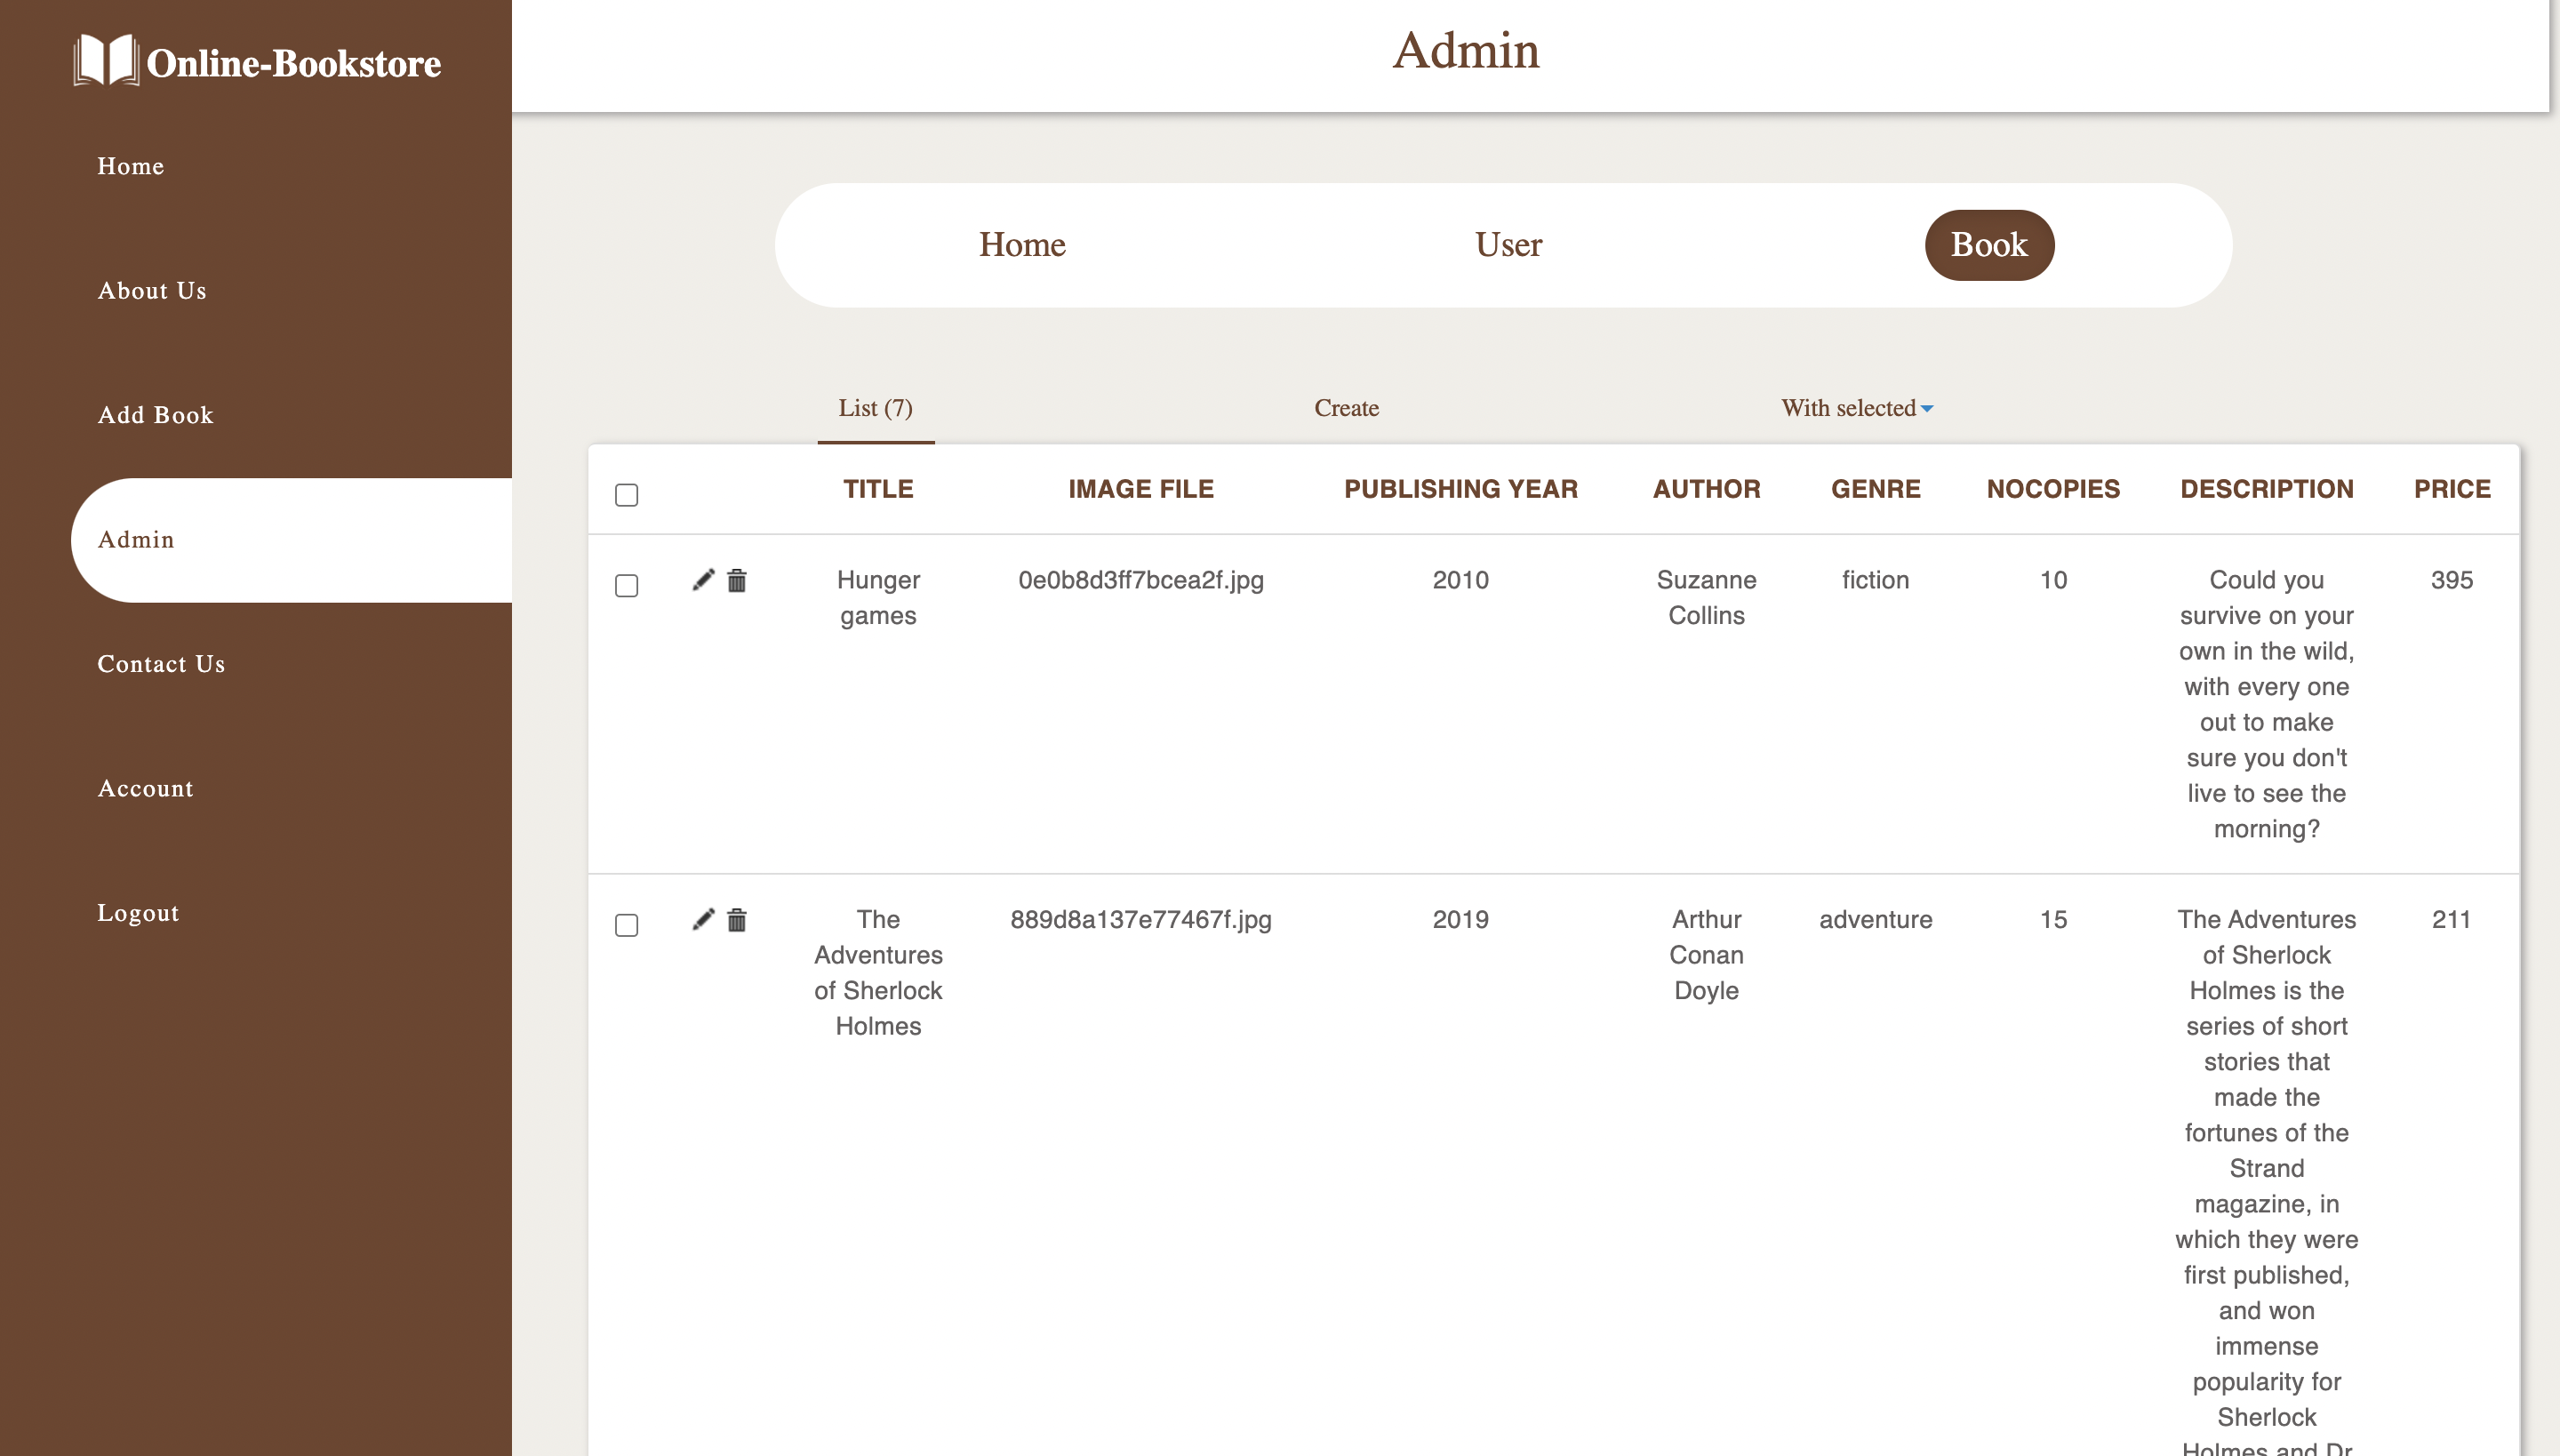 Online-Bookstore
Home
About Us
Add Book
Admin
Contact Us
Account
Logout
Admin
Home User Book
List (7) Create With selected
TITLE IMAGE FILE PUBLISHING YEAR AUTHOR GENRE NOCOPIES DESCRIPTION PRICE
Hunger 0e0b8d3ff7bcea2f.jpg 2010 Suzanne fiction 10 Could you 395
games Collins survive on your
own in the wild,
with every one
out to make
sure you don't
live to see the
morning?
The 889d8a137e77467f.jpg 2019 Arthur adventure 15 The Adventures 211
Adventures Conan of Sherlock
of Sherlock Doyle Holmes is the
Holmes series of short
stories that
made the
fortunes of the
Strand
magazine, in
which they were
first published,
and won
immense
popularity for
Sherlock
Holmes and Dr